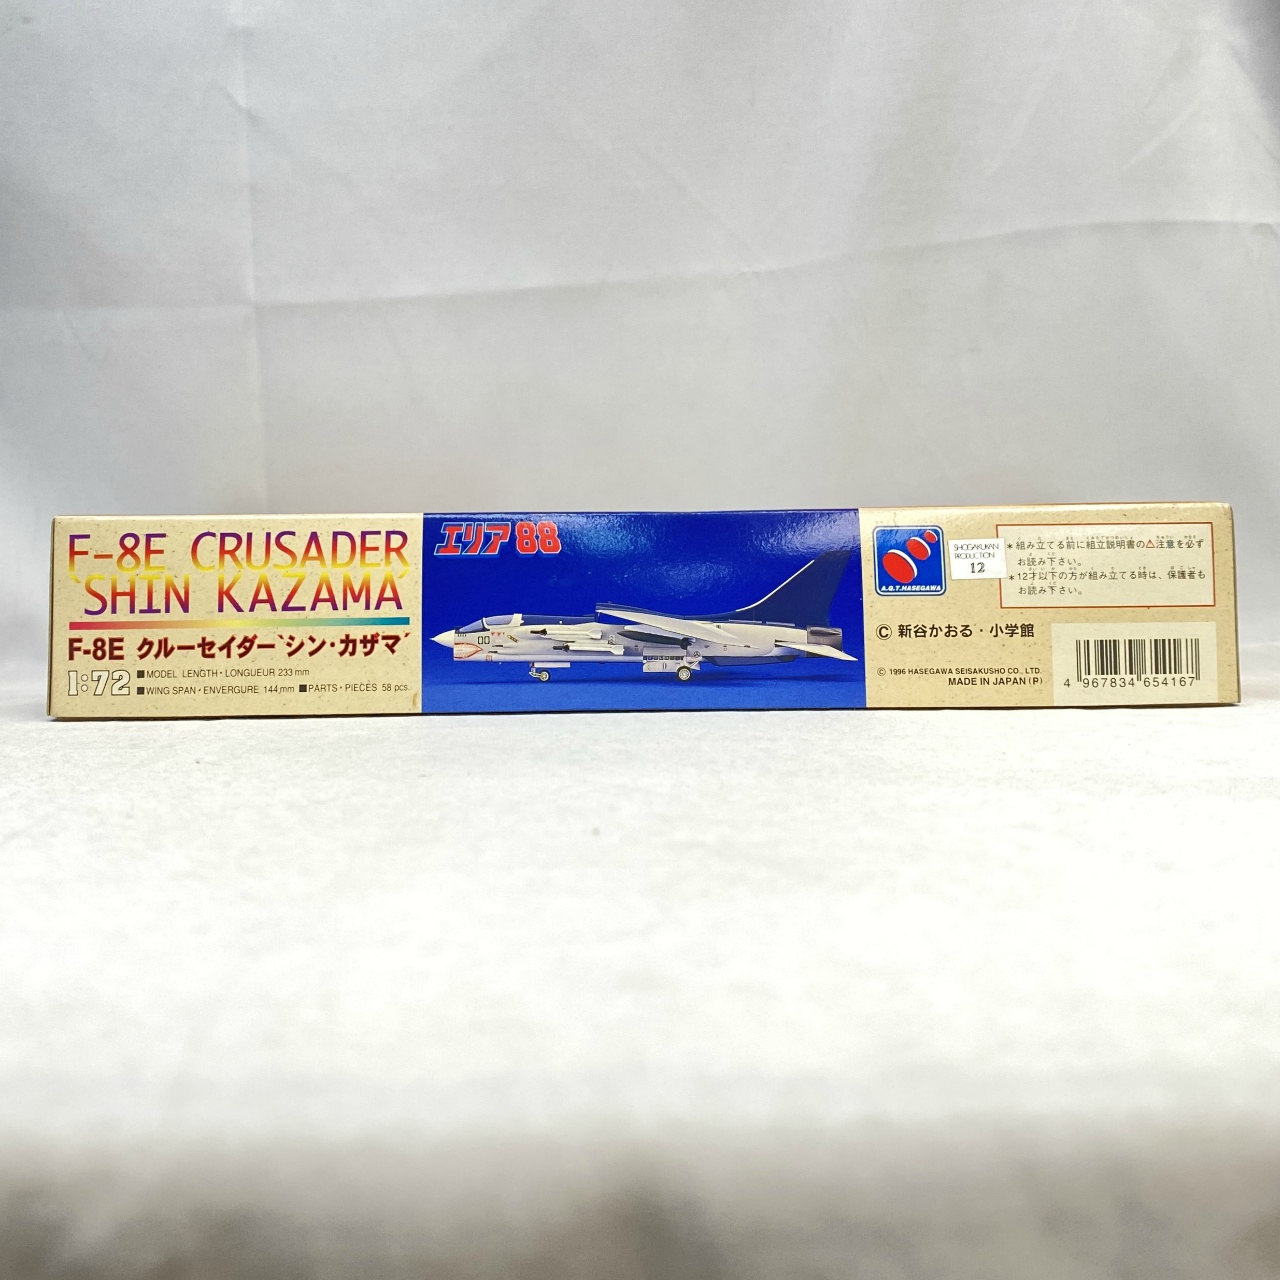 F-8E CRUSADER
'SHIN KAZAMA'
F-8E クルーセイダー‵シン・カザマ′
1:72
■MODEL LENGTH・LONGUEUR 233mm
■WING SPAN・ENVERGURE 144mm ■PARTS・PIECES 58 pcs.
エリア 88
00
A.Q.T.HASEGAWA
SHOGAKUKAN
PRODUCTION
12
＊組み立てる前に組立説明書の⚠注意を必ず
お読み下さい。
＊12才以下の方が組み立てる時は、保護者も
お読み下さい。
© 新谷かおる・小学館
© 1996 HASEGAWA SEISAKUSHO CO., LTD.
MADE IN JAPAN (P)
4 967834 654167